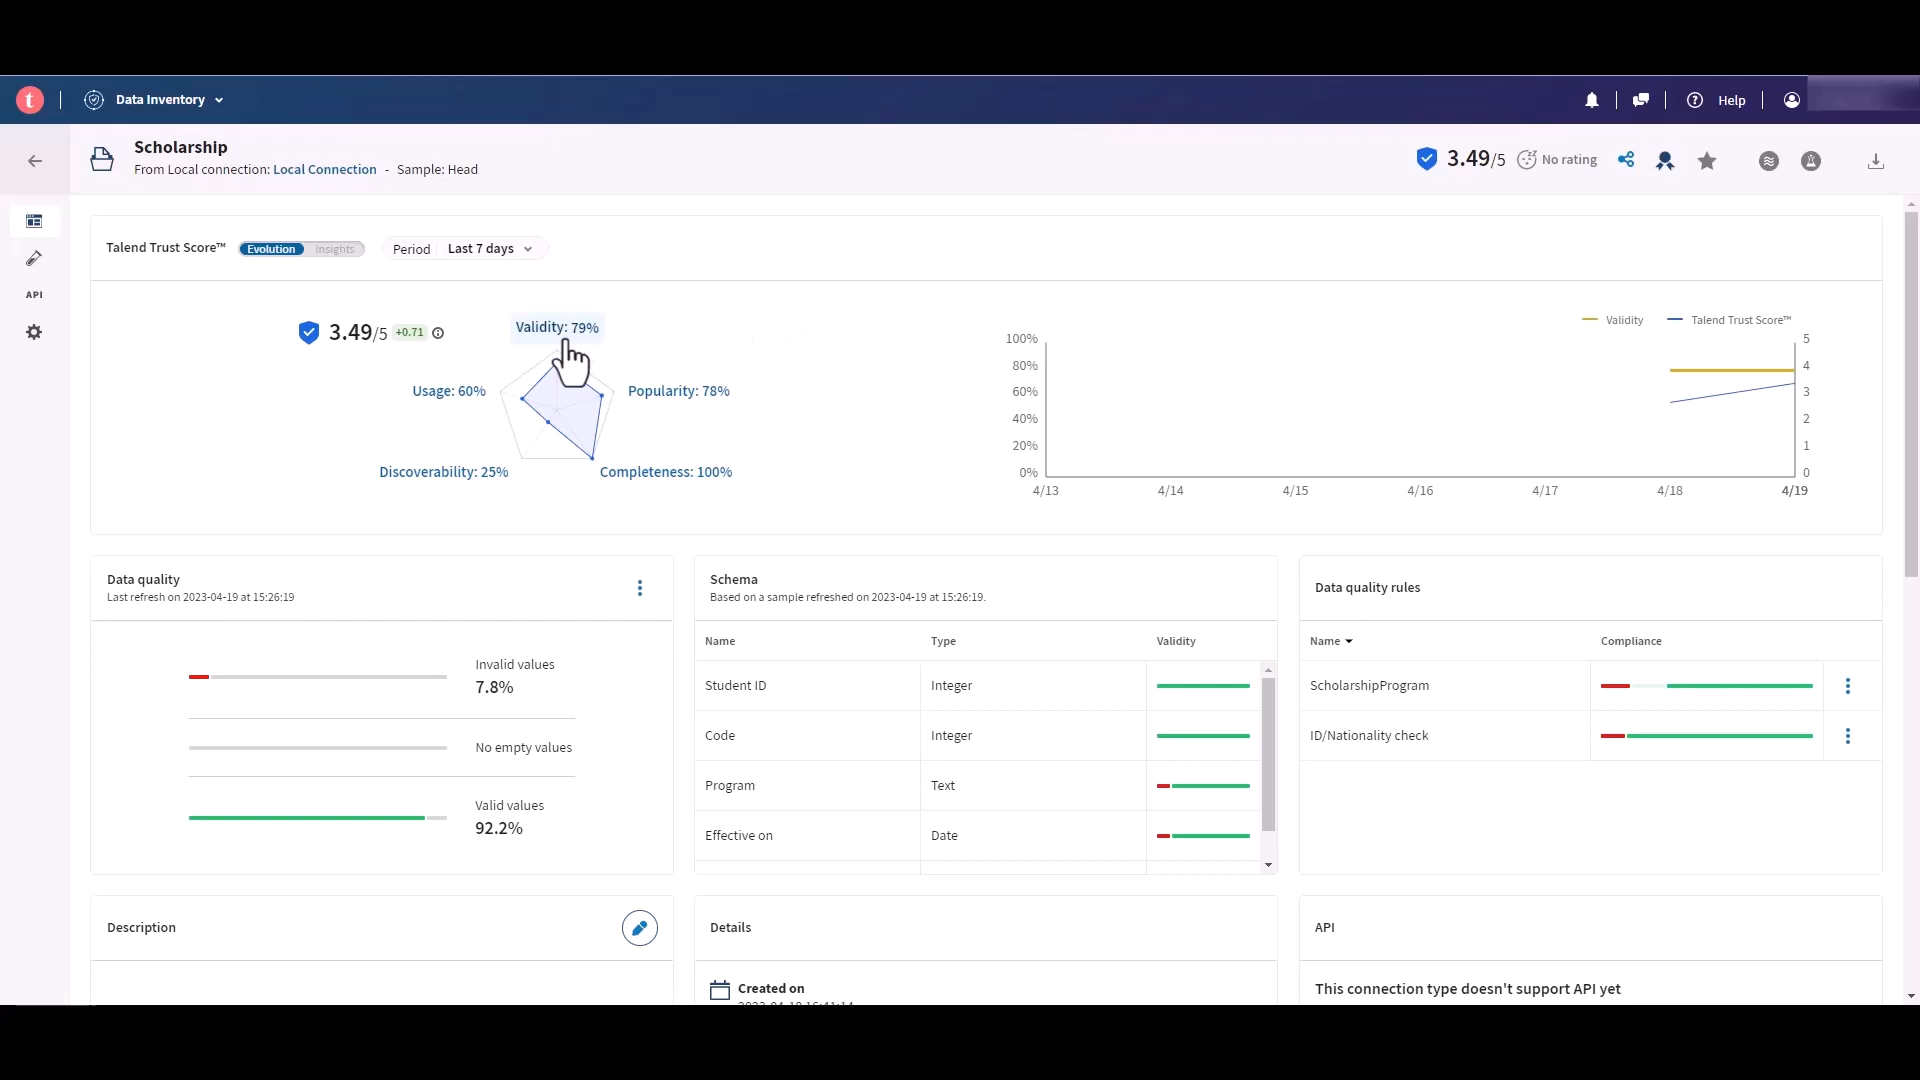 t
Data Inventory
Help
Scholarship
From Local connection: Local Connection - Sample: Head
3.49/5
No rating
Talend Trust Score™
Evolution
Insights
Period
Last 7 days
API
3.49/5
+0.71
Validity: 79%
Usage: 60%
Popularity: 78%
Discoverability: 25%
Completeness: 100%
Validity
Talend Trust Score™
100%
80%
60%
40%
20%
0%
5
4
3
2
1
0
4/13
4/14
4/15
4/16
4/17
4/18
4/19
Data quality
Last refresh on 2023-04-19 at 15:26:19
Invalid values
7.8%
No empty values
Valid values
92.2%
Schema
Based on a sample refreshed on 2023-04-19 at 15:26:19.
Name Type Validity
Student ID Integer
Code Integer
Program Text
Effective on Date
Data quality rules
Name Compliance
ScholarshipProgram
ID/Nationality check
Description
Details
Created on
API
This connection type doesn't support API yet